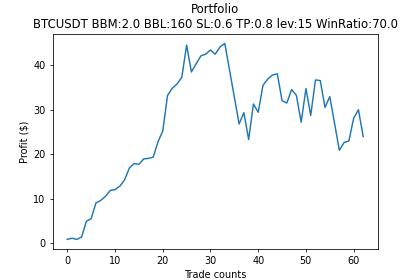 Portfolio
BTCUSDT BBM:2.0 BBL:160 SL:0.6 TP:0.8 lev:15 WinRatio:70.0
40
30
20
10
0
Profit ($)
0 10 20 30 40 50 60
Trade counts